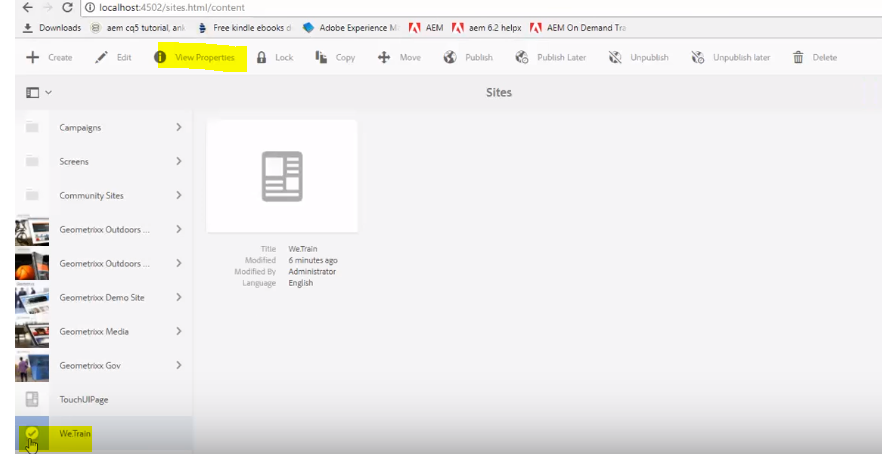 localhost:4502/sites.html/content
Downloads aem cq5 tutorial, ank Free kindle ebooks d Adobe Experience M AEM aem 6.2 helpx AEM On Demand Tra
Create Edit View Properties Lock Copy Move Publish Publish Later Unpublish Unpublish later Delete
Sites
Campaigns
Screens
Community Sites
Geometrixx Outdoors ...
Geometrixx Outdoors ...
Geometrixx Demo Site
Geometrixx Media
Geometrixx Gov
TouchUIPage
We.Train
Title We.Train
Modified 6 minutes ago
Modified By Administrator
Language English